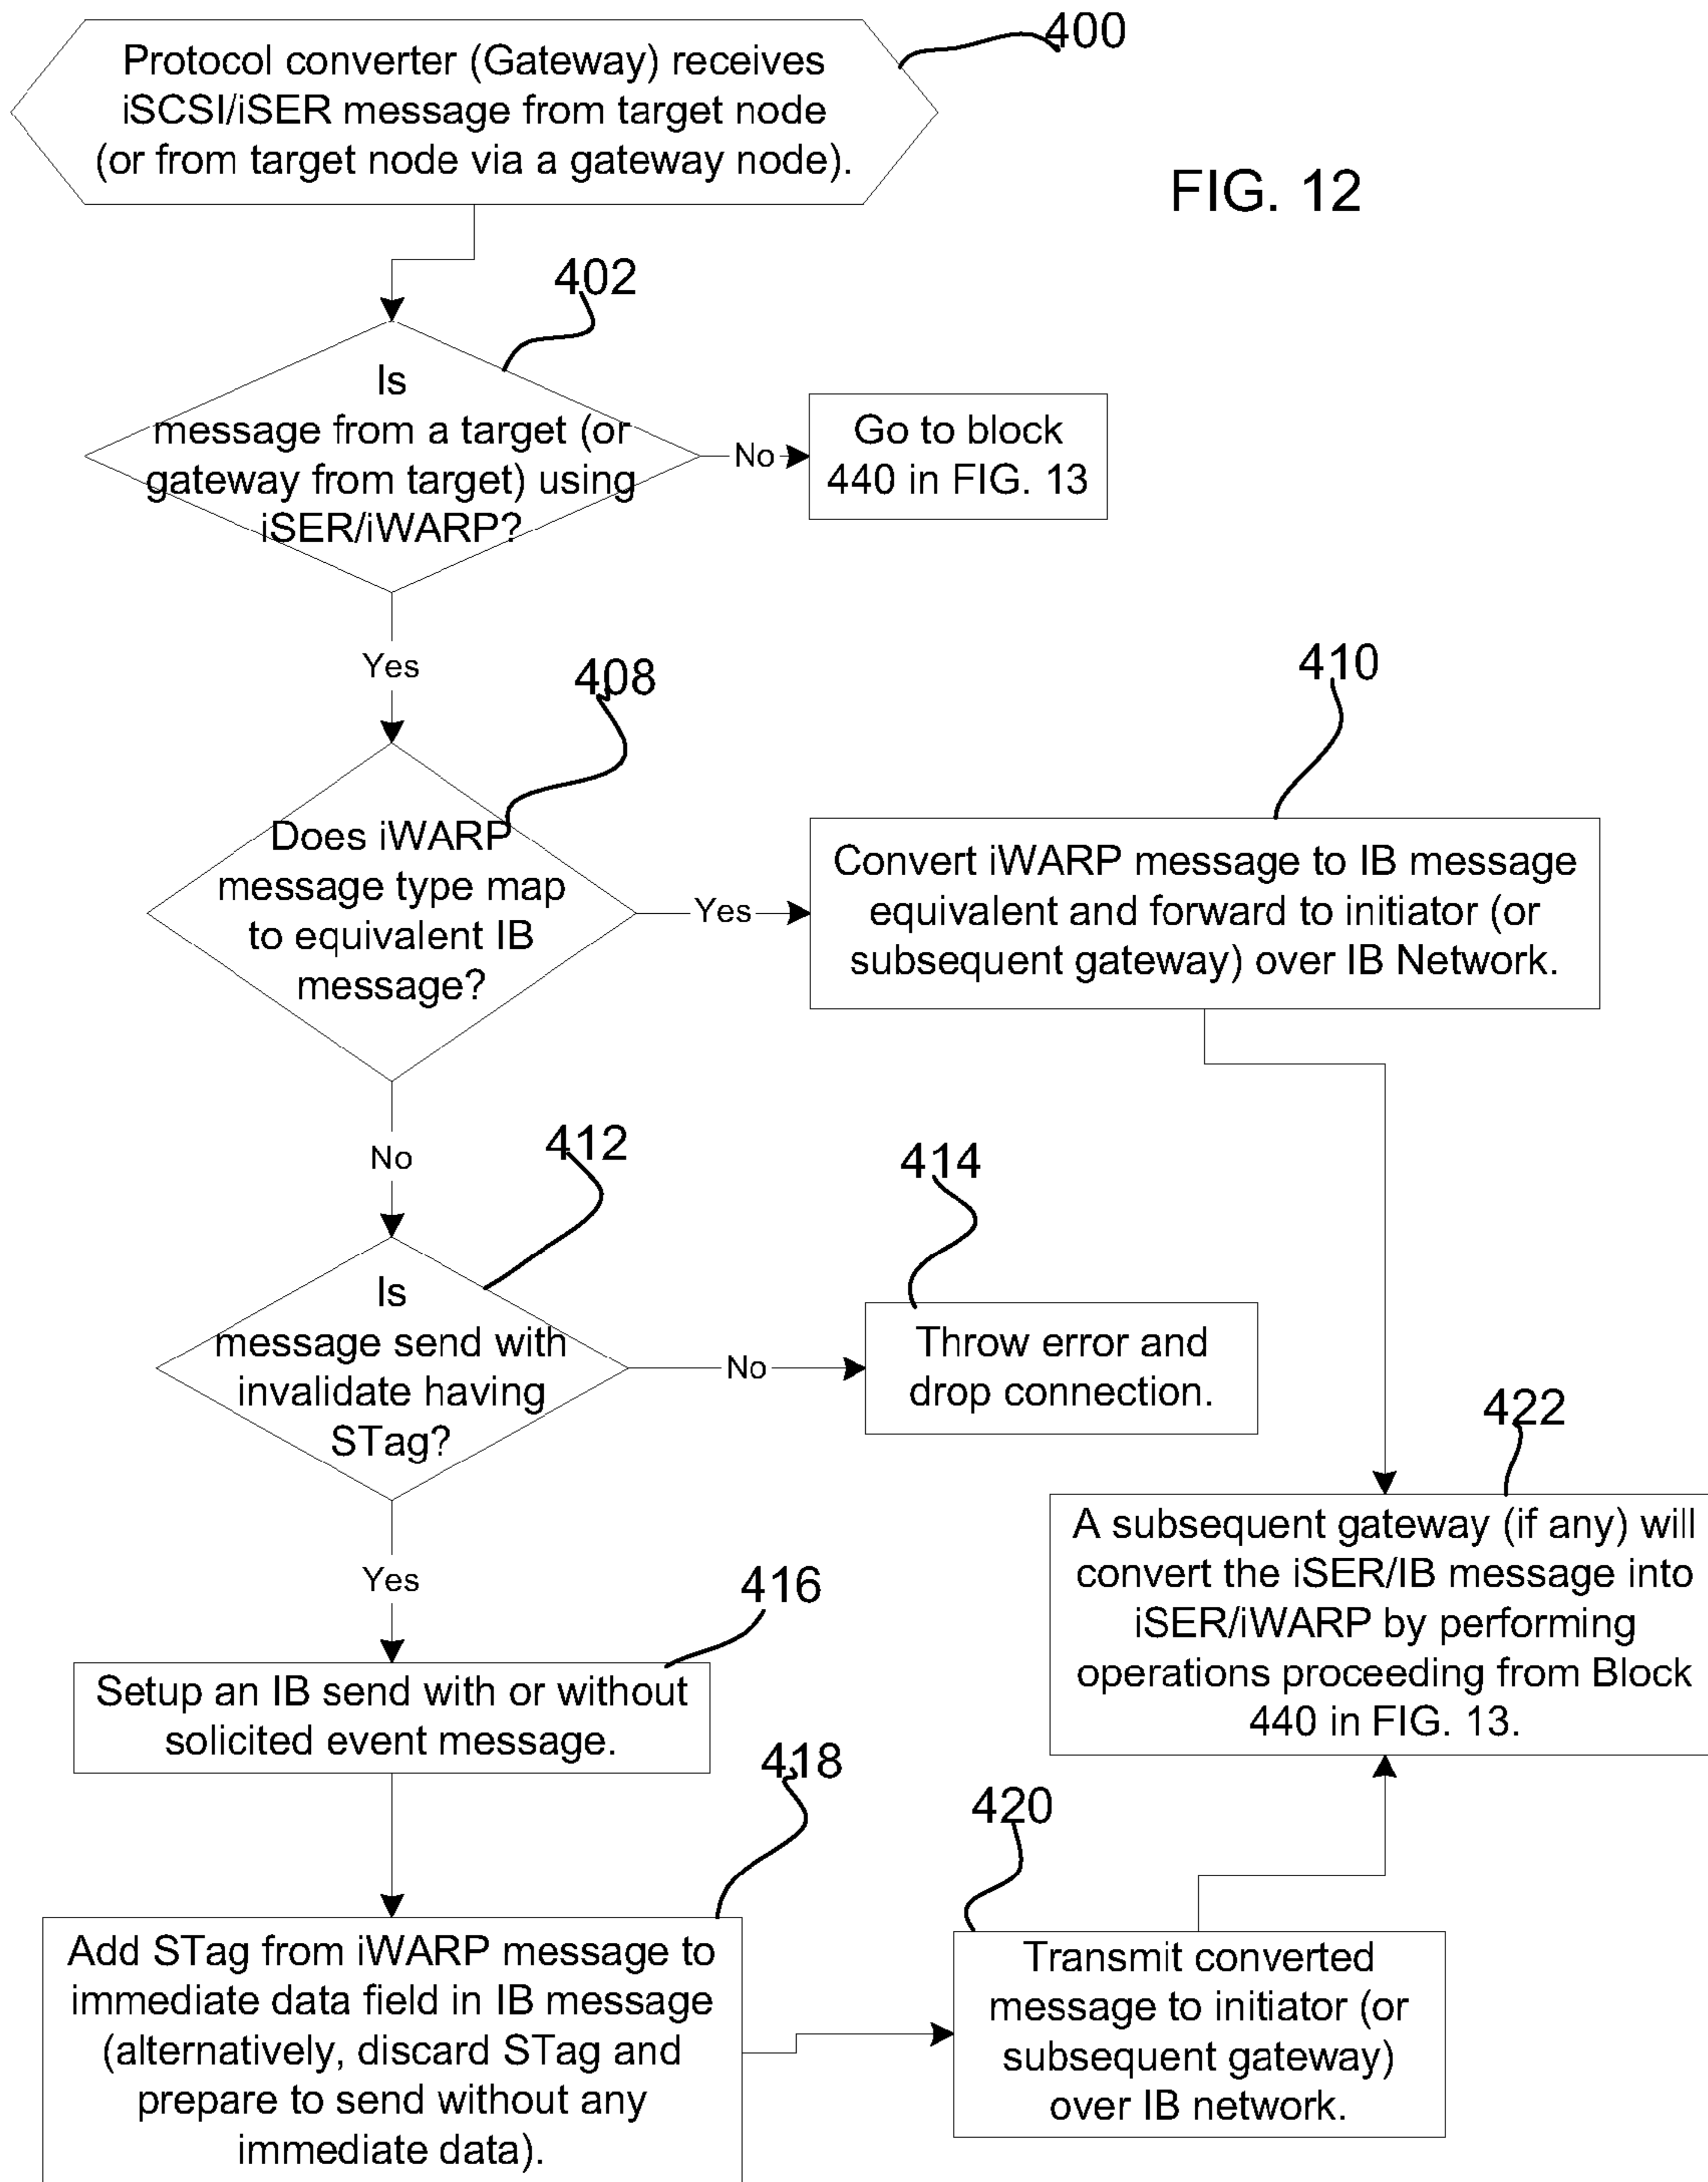 400
Protocol converter (Gateway) receives
iSCSI/iSER message from target node
(or from target node via a gateway node).
FIG. 12
402
Is
message from a target (or
gateway from target) using
iSER/iWARP?
No
Go to block
440 in FIG. 13
Yes
408
410
Does iWARP
message type map
to equivalent IB
message?
Yes
Convert iWARP message to IB message
equivalent and forward to initiator (or
subsequent gateway) over IB Network.
No
412
414
Is
message send with
invalidate having
STag?
No
Throw error and
drop connection.
422
A subsequent gateway (if any) will
convert the iSER/IB message into
iSER/iWARP by performing
operations proceeding from Block
440 in FIG. 13.
Yes
416
Setup an IB send with or without
solicited event message.
418
420
Add STag from iWARP message to
immediate data field in IB message
(alternatively, discard STag and
prepare to send without any
immediate data).
Transmit converted
message to initiator (or
subsequent gateway)
over IB network.